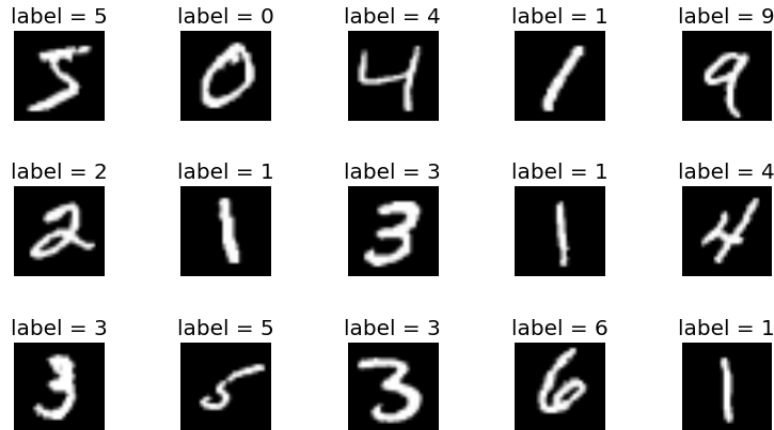 label = 5 label = 0 label = 4 label = 1 label = 9
5 0 4 1 9
label = 2 label = 1 label = 3 label = 1 label = 4
2 1 3 1 4
label = 3 label = 5 label = 3 label = 6 label = 1
3 5 3 6 1